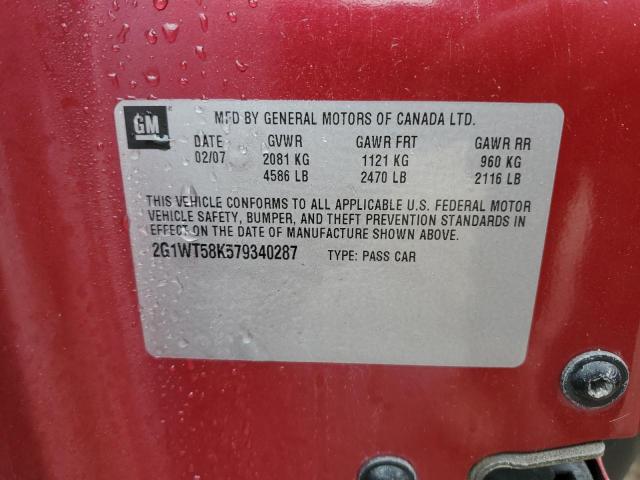 GM MFD BY GENERAL MOTORS OF CANADA LTD.
DATE GVWR GAWR FRT GAWR RR
02/07 2081 KG 1121 KG 960 KG
4586 LB 2470 LB 2116 LB
THIS VEHICLE CONFORMS TO ALL APPLICABLE U.S. FEDERAL MOTOR
VEHICLE SAFETY, BUMPER, AND THEFT PREVENTION STANDARDS IN
EFFECT ON THE DATE OF MANUFACTURE SHOWN ABOVE.
2G1WT58K579340287 TYPE: PASS CAR